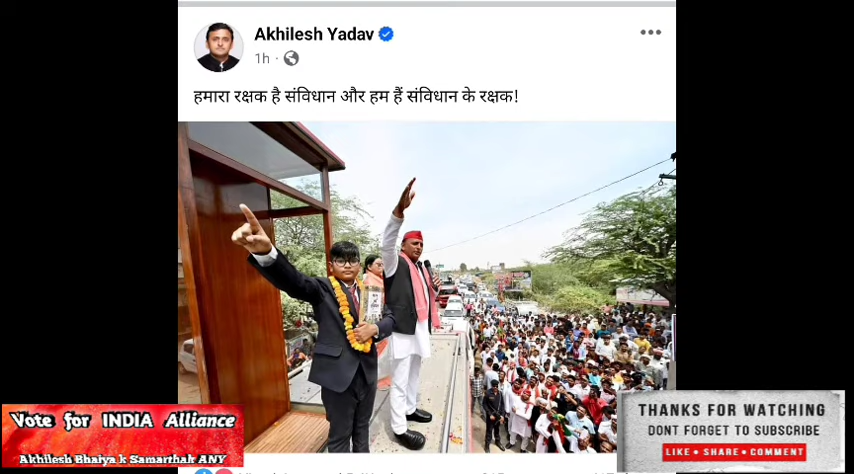 Akhilesh Yadav
1h
हमारा रक्षक है संविधान और हम हैं संविधान के रक्षक!
Vote for INDIA Alliance
Akhilesh Bhaiya k Samarthak ANY
THANKS FOR WATCHING
DONT FORGET TO SUBSCRIBE
LIKE • SHARE • COMMENT